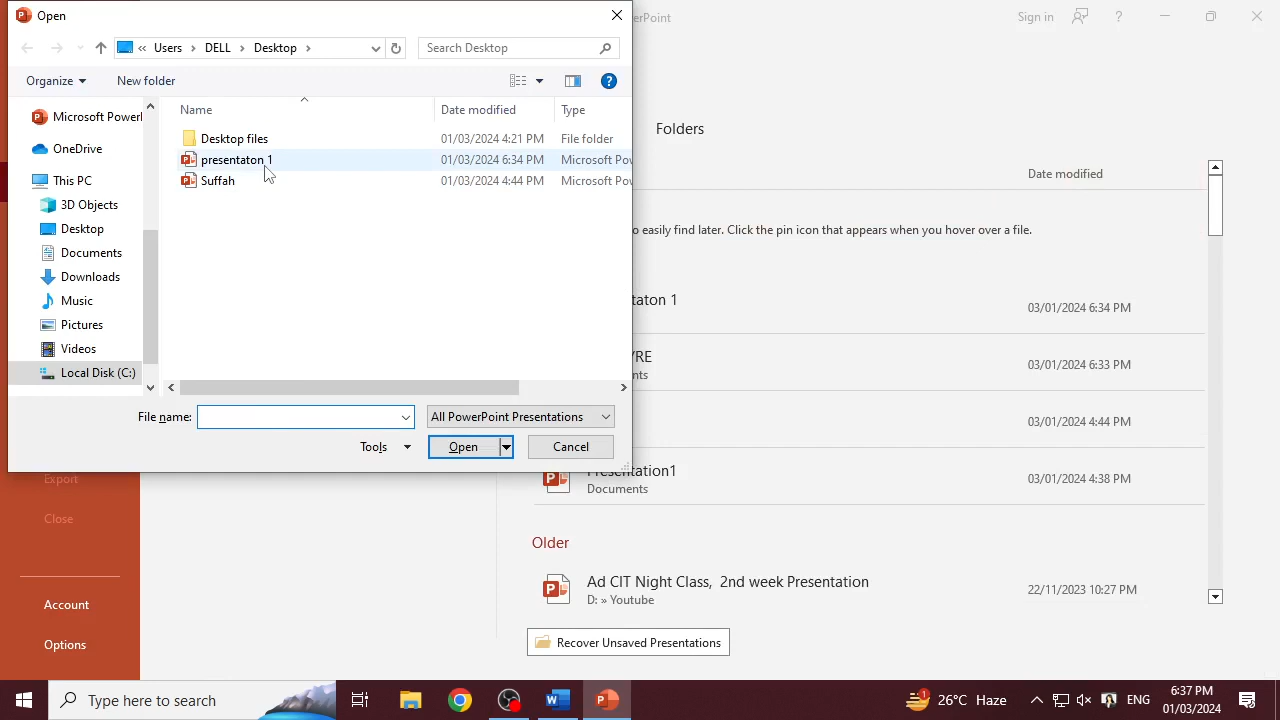 Open
erPoint
Sign in
?
« Users > DELL > Desktop >
Search Desktop
Organize
New folder
?
Name
Date modified
Type
Microsoft Powerl
OneDrive
This PC
3D Objects
Desktop
Documents
Downloads
Music
Pictures
Videos
Local Disk (C:)
Desktop files
01/03/2024 4:21 PM
File folder
presentaton 1
01/03/2024 6:34 PM
Microsoft Pow
Suffah
01/03/2024 4:44 PM
Microsoft Pow
File name:
All PowerPoint Presentations
Tools
Open
Cancel
Folders
Date modified
o easily find later. Click the pin icon that appears when you hover over a file.
taton 1
03/01/2024 6:34 PM
/RE
nts
03/01/2024 6:33 PM
03/01/2024 4:44 PM
Presentation1
Documents
03/01/2024 4:38 PM
Older
Ad CIT Night Class, 2nd week Presentation
D: » Youtube
22/11/2023 10:27 PM
Recover Unsaved Presentations
Export
Close
Account
Options
Type here to search
1
26°C Haze
ENG
6:37 PM
01/03/2024